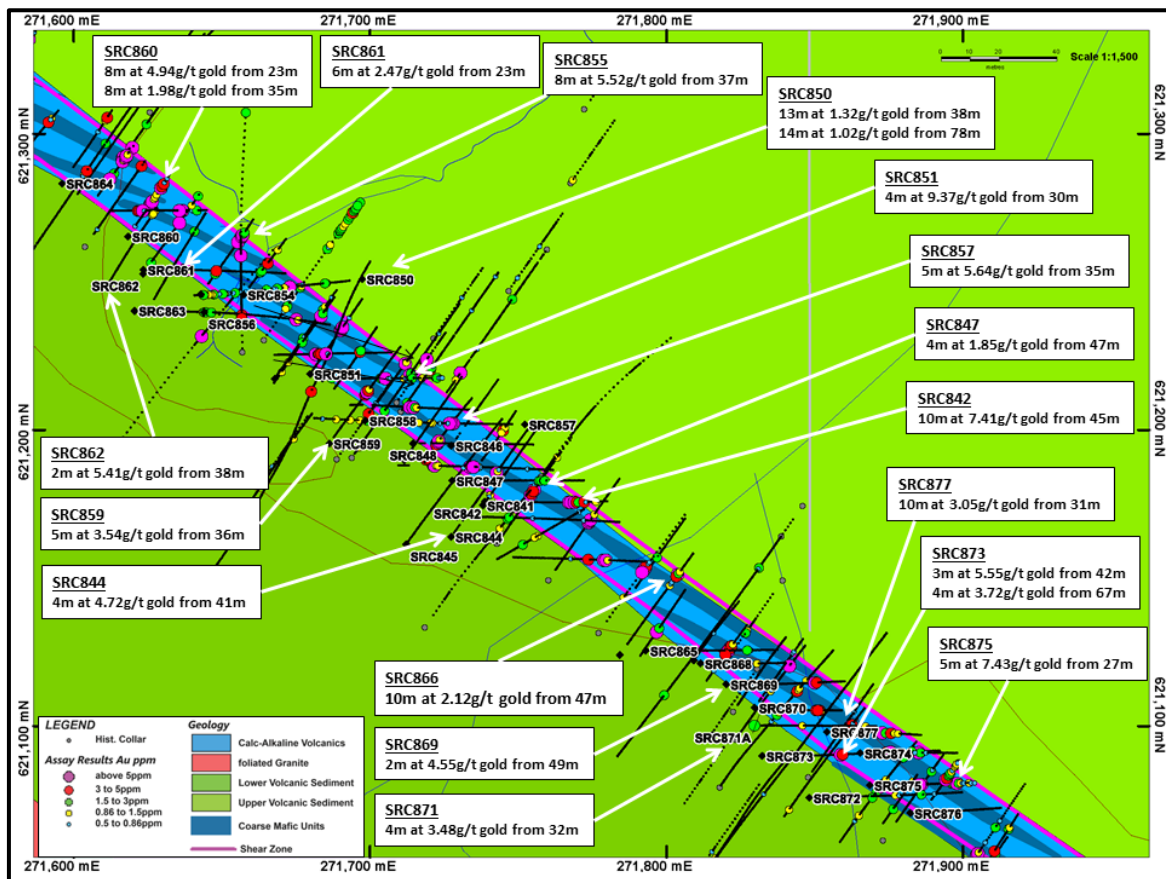 271,600 mE
271,700 mE
271,800 mE
271,900 mE
SRC860
8m at 4.94g/t gold from 23m
8m at 1.98g/t gold from 35m
SRC861
6m at 2.47g/t gold from 23m
SRC855
8m at 5.52g/t gold from 37m
SRC850
13m at 1.32g/t gold from 38m
14m at 1.02g/t gold from 78m
0
20
40
metres
Scale 1:1,500
621,300 mN
621,300 mN
SRC851
4m at 9.37g/t gold from 30m
SRC857
5m at 5.64g/t gold from 35m
SRC847
4m at 1.85g/t gold from 47m
SRC842
10m at 7.41g/t gold from 45m
SRC877
10m at 3.05g/t gold from 31m
SRC873
3m at 5.55g/t gold from 42m
4m at 3.72g/t gold from 67m
SRC875
5m at 7.43g/t gold from 27m
SRC864
SRC860
SRC861
SRC862
SRC863
SRC854
SRC856
SRC850
SRC851
SRC858
SRC859
SRC857
SRC846
SRC848
SRC847
SRC841
SRC842
SRC844
SRC845
621,200 mN
621,200 mN
SRC862
2m at 5.41g/t gold from 38m
SRC859
5m at 3.54g/t gold from 36m
SRC844
4m at 4.72g/t gold from 41m
SRC866
10m at 2.12g/t gold from 47m
SRC869
2m at 4.55g/t gold from 49m
SRC871
4m at 3.48g/t gold from 32m
SRC865
SRC868
SRC869
SRC870
SRC871A
SRC877
SRC873
SRC874
SRC875
SRC872
SRC876
621,100 mN
621,100 mN
LEGEND
Hist. Collar
Assay Results Au ppm
above 5ppm
3 to 5ppm
1.5 to 3ppm
0.86 to 1.5ppm
0.5 to 0.86ppm
Geology
Calc-Alkaline Volcanics
foliated Granite
Lower Volcanic Sediment
Upper Volcanic Sediment
Coarse Mafic Units
Shear Zone
271,600 mE
271,700 mE
271,800 mE
271,900 mE